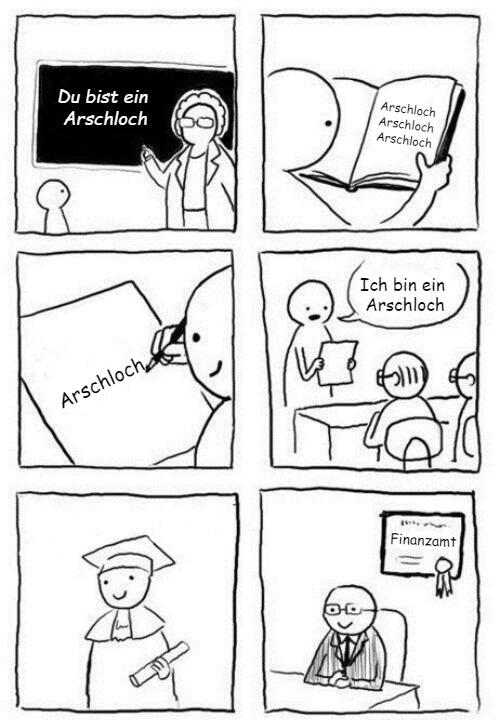 Du bist ein
Arschloch
Arschloch
Arschloch
Arschloch
Arschloch
Ich bin ein
Arschloch
Finanzamt